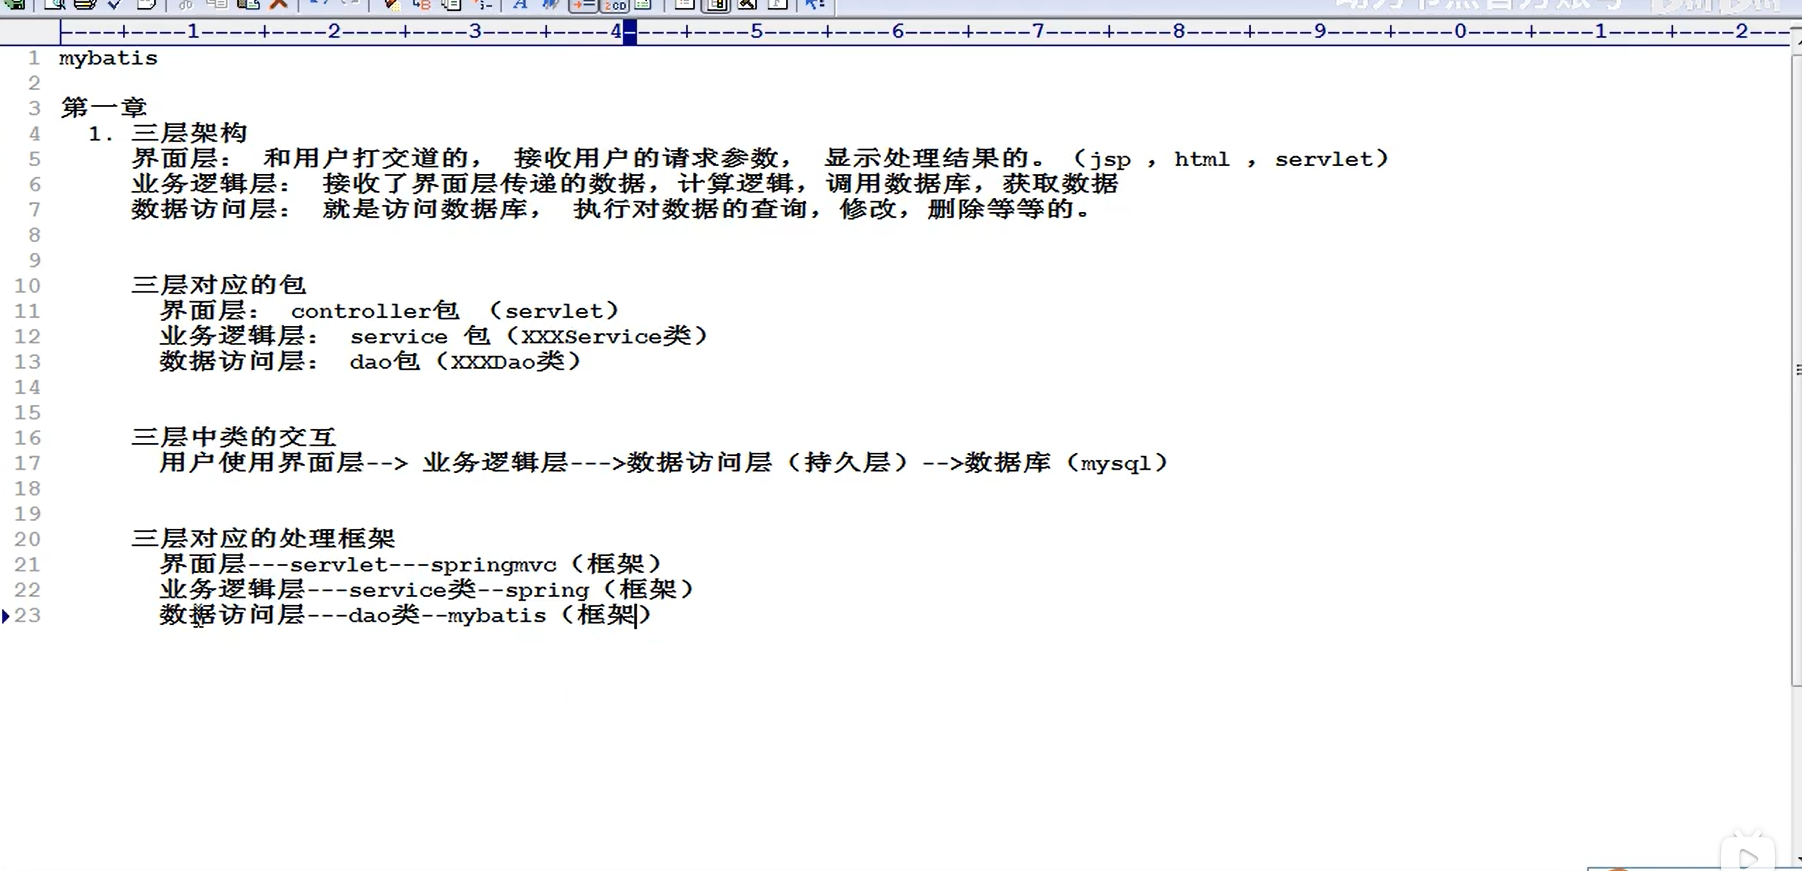 ----+----1----+----2----+----3----+----4----+----5----+----6----+----7----+----8----+----9----+----0----+----1----+----2---
1 mybatis
2
3 第一章
4 1. 三层架构
5 界面层： 和用户打交道的， 接收用户的请求参数， 显示处理结果的。（jsp ，html ，servlet）
6 业务逻辑层： 接收了界面层传递的数据，计算逻辑，调用数据库，获取数据
7 数据访问层： 就是访问数据库， 执行对数据的查询，修改，删除等等的。
8
9
10 三层对应的包
11 界面层： controller包 （servlet）
12 业务逻辑层： service 包（XXXService类）
13 数据访问层： dao包（XXXDao类）
14
15
16 三层中类的交互
17 用户使用界面层--> 业务逻辑层--->数据访问层（持久层）-->数据库（mysql）
18
19
20 三层对应的处理框架
21 界面层---servlet---springmvc（框架）
22 业务逻辑层---service类--spring（框架）
23 数据访问层---dao类--mybatis（框架）